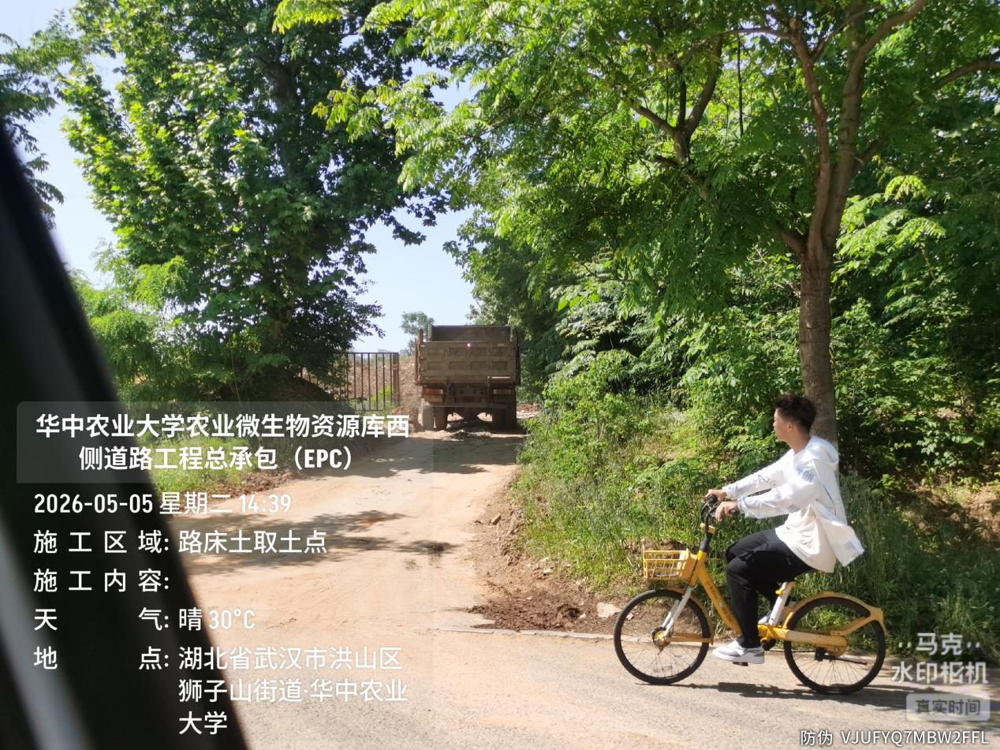 华中农业大学农业微生物资源库西
侧道路工程总承包（EPC）
2026-05-05 星期二 14:39
施工区域: 路床土取土点
施工内容:
天气: 晴 30°C
地点: 湖北省武汉市洪山区
狮子山街道·华中农业
大学
马克
水印相机
真实时间
防伪 VJUFYQ7MBW2FFL